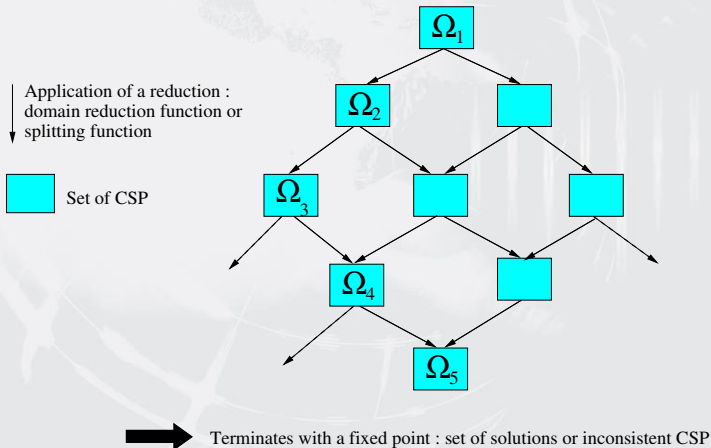 Ω1
Application of a reduction :
domain reduction function or
splitting function
Ω2
Set of CSP
Ω3
Ω4
Ω5
Terminates with a fixed point : set of solutions or inconsistent CSP